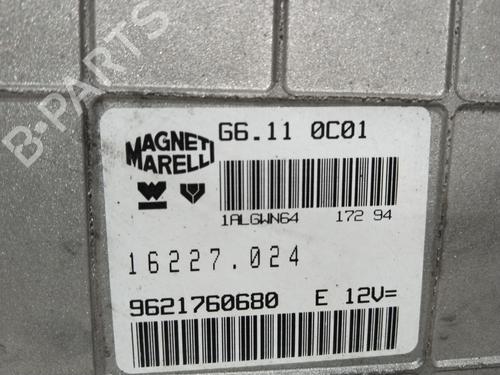 B-PARTS
MAGNETI
MARELLI
G6.11 0C01
1ALGWN64 172 94
16227.024
9621760680 E 12V=